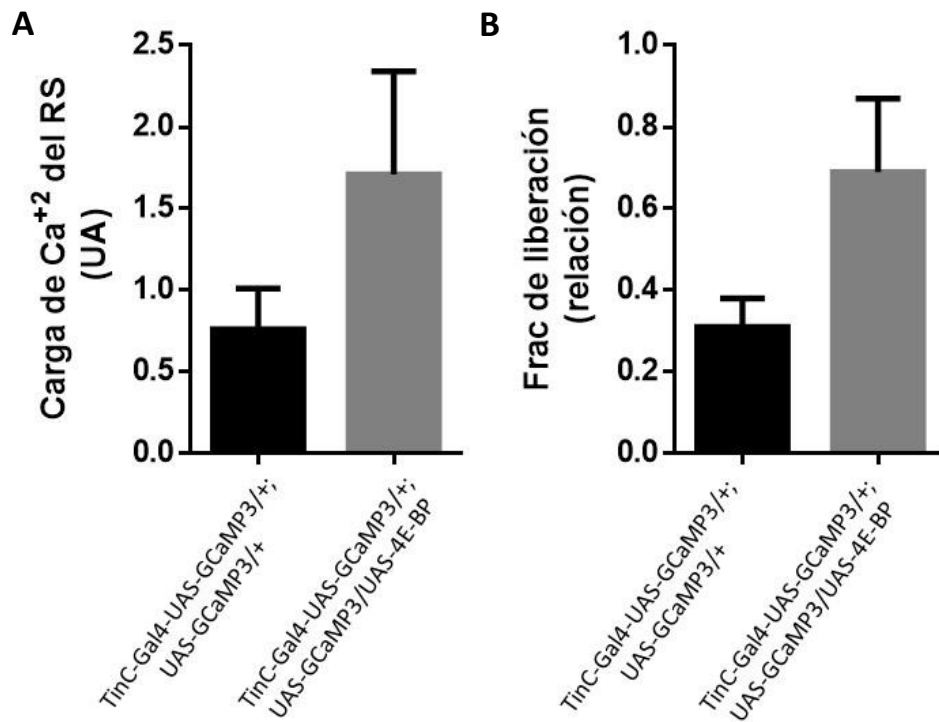 A
Carga de Ca+2 del RS
(UA)
2.5
2.0
1.5
1.0
0.5
0.0
TinC-Gal4-UAS-GCaMP3/+;
UAS-GCaMP3/+
TinC-Gal4-UAS-GCaMP3/+;
UAS-GCaMP3/UAS-4E-BP
B
Frac de liberación
(relación)
1.0
0.8
0.6
0.4
0.2
0.0
TinC-Gal4-UAS-GCaMP3/+;
UAS-GCaMP3/+
TinC-Gal4-UAS-GCaMP3/+;
UAS-GCaMP3/UAS-4E-BP